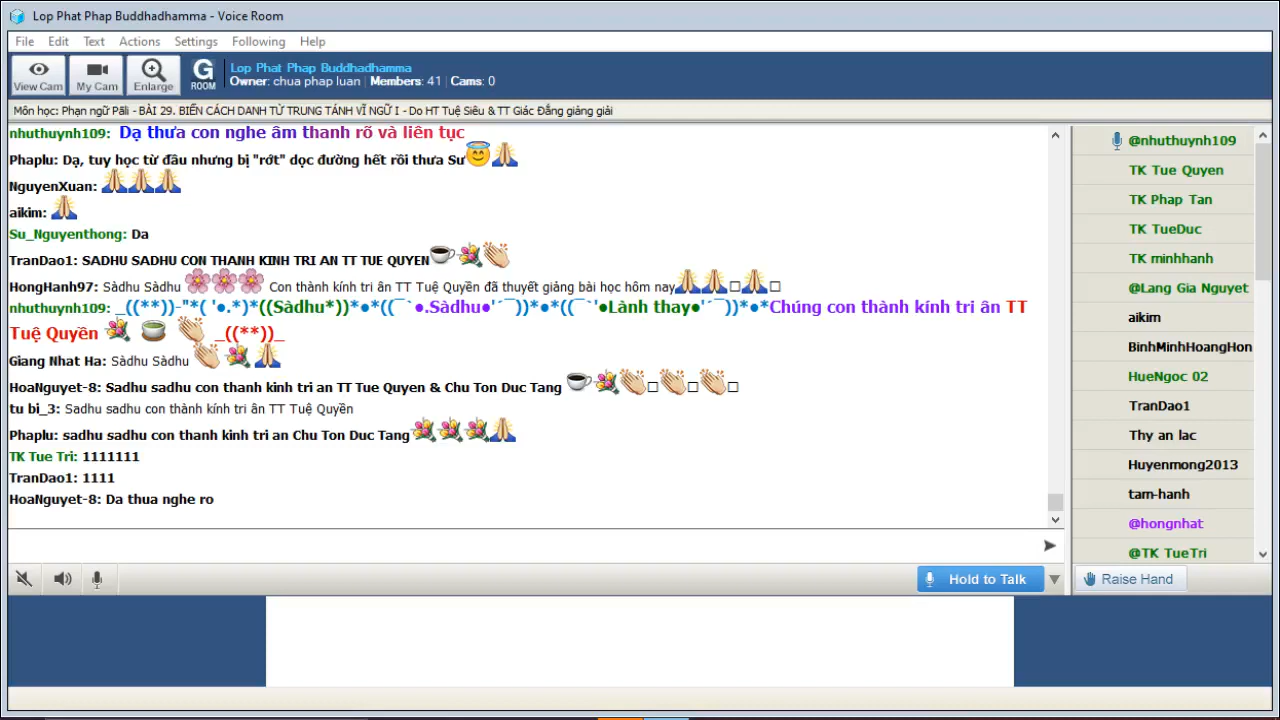 Lop Phat Phap Buddhadhamma - Voice Room
File Edit Text Actions Settings Following Help
View Cam My Cam Enlarge G ROOM
Lop Phat Phap Buddhadhamma
Owner: chua phap luan Members: 41 Cams: 0
Môn học: Phạn ngữ Pāli - BÀI 29. BIẾN CÁCH DANH TỪ TRUNG TÁNH VĨ NGỮ I - Do HT Tuệ Siêu & TT Giác Đẳng giảng giải
nhuthuynh109: Dạ thưa con nghe âm thanh rõ và liên tục
Phaplu: Dạ, tuy học từ đầu nhưng bị "rớt" dọc đường hết rồi thưa Sư😇🙏
NguyenXuan: 🙏🙏🙏
aikim: 🙏
Su_Nguyenthong: Da
TranDao1: SADHU SADHU CON THANH KINH TRI AN TT TUE QUYEN☕💐👏
HongHanh97: Sàdhu Sàdhu 🌸🌸🌸 Con thành kính tri ân TT Tuệ Quyền đã thuyết giảng bài học hôm nay🙏🙏□🙏□
nhuthuynh109: _((**))-"*( '●.*)*((Sàdhu*))*●*((¯`●.Sàdhu●'´¯))*●*((¯`'●Lành thay●'´¯))*●*Chúng con thành kính tri ân TT
Tuệ Quyền 💐 🍵 👏 _((**))_
Giang Nhat Ha: Sàdhu Sàdhu 👏💐🙏
HoaNguyet-8: Sadhu sadhu con thanh kinh tri an TT Tue Quyen & Chu Ton Duc Tang ☕💐👏□👏□👏□
tu bi_3: Sadhu sadhu con thành kính tri ân TT Tuệ Quyền
Phaplu: sadhu sadhu con thanh kinh tri an Chu Ton Duc Tang💐💐💐🙏
TK Tue Tri: 1111111
TranDao1: 1111
HoaNguyet-8: Da thua nghe ro
Hold to Talk
@nhuthuynh109
TK Tue Quyen
TK Phap Tan
TK TueDuc
TK minhhanh
@Lang Gia Nguyet
aikim
BinhMinhHoangHon
HueNgoc 02
TranDao1
Thy an lac
Huyenmong2013
tam-hanh
@hongnhat
@TK TueTri
Raise Hand